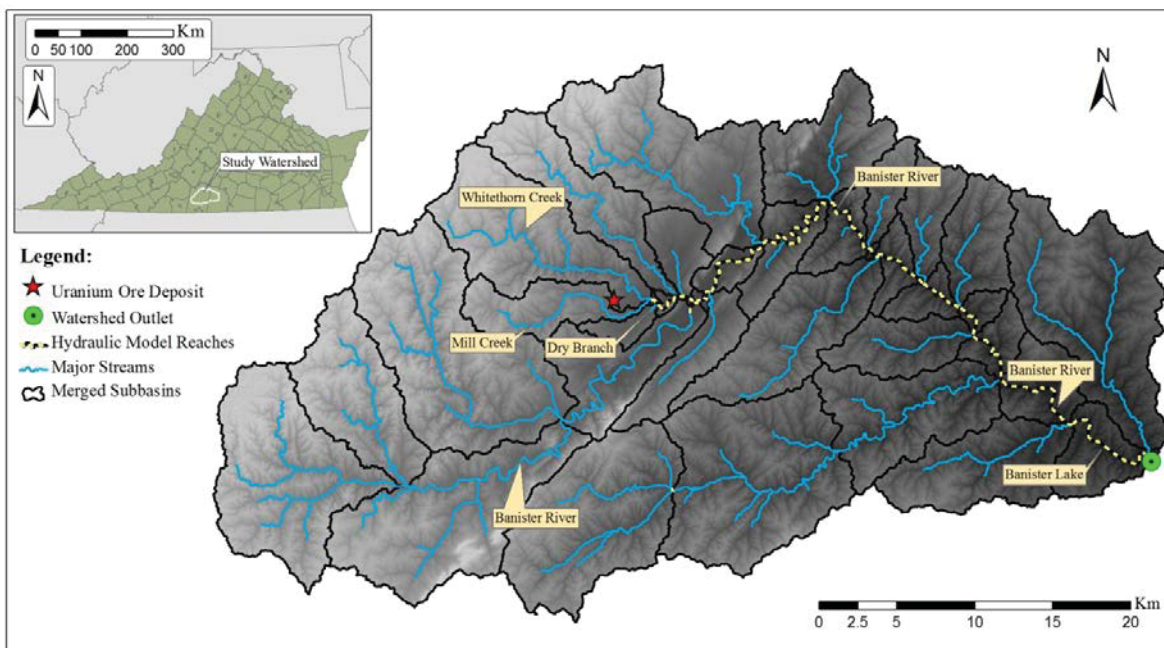 Km
0 50 100 200 300
N
Study Watershed
Legend:
Uranium Ore Deposit
Watershed Outlet
Hydraulic Model Reaches
Major Streams
Merged Subbasins
N
Banister River
Whitethorn Creek
Mill Creek
Dry Branch
Banister River
Banister Lake
Banister River
Km
0 2.5 5 10 15 20